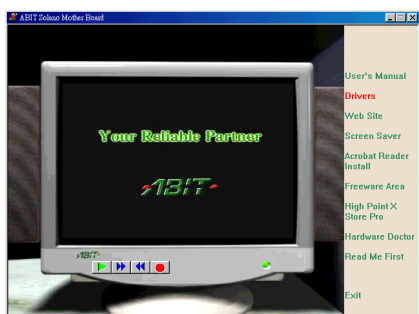 ABIT Solano Mother Board
Your Reliable Partner
ABIT
ABIT
User's Manual
Drivers
Web Site
Screen Saver
Acrobat Reader
Install
Freeware Area
High Point X
Store Pro
Hardware Doctor
Read Me First
Exit